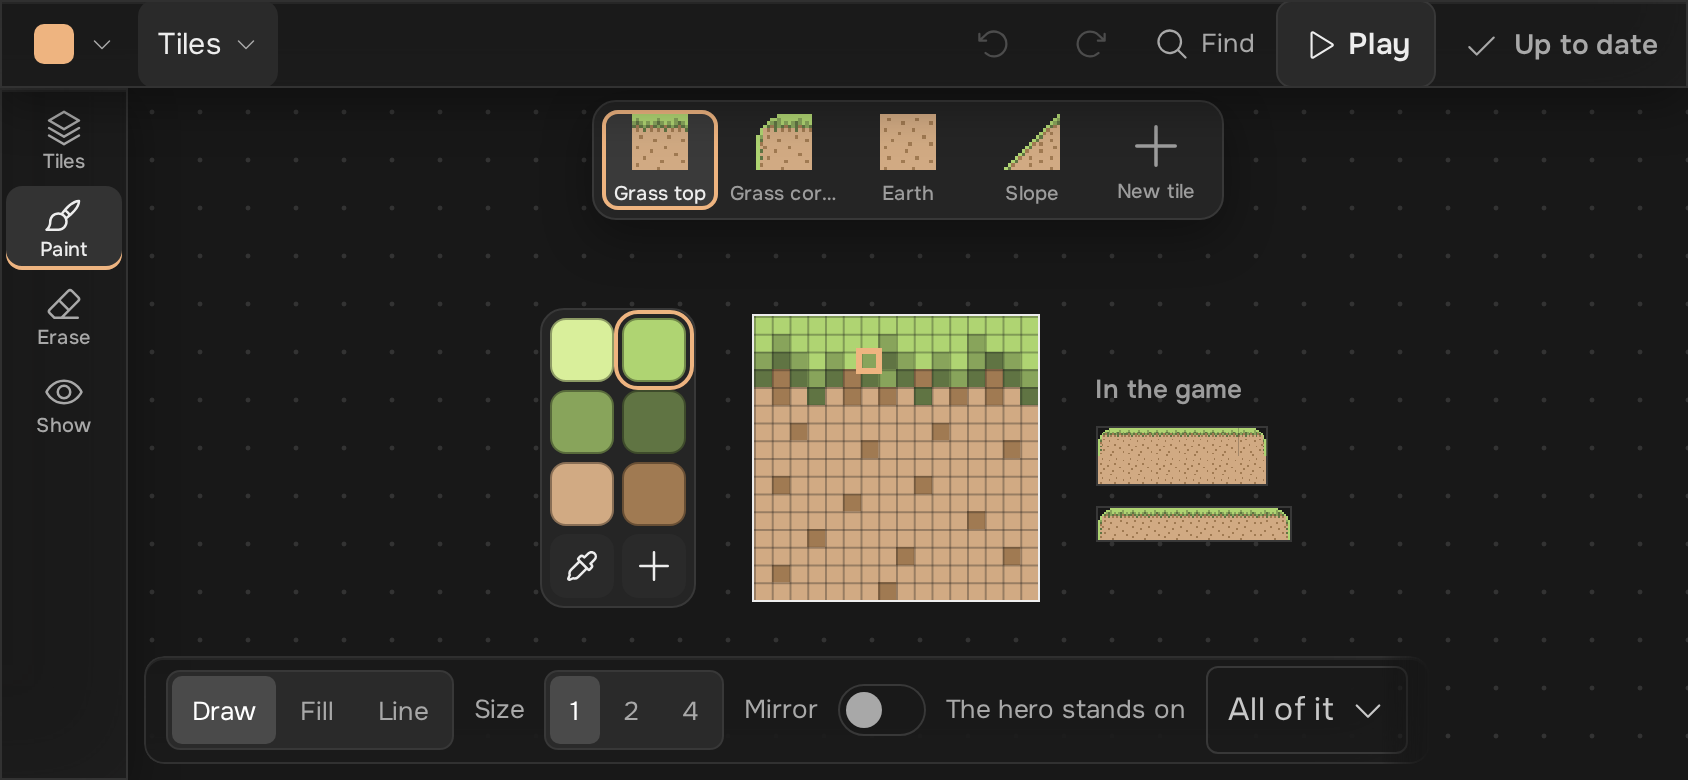 Tiles
Find
Play
Up to date
Tiles
Paint
Erase
Show
Grass top
Grass cor...
Earth
Slope
New tile
In the game
Draw
Fill
Line
Size
1
2
4
Mirror
The hero stands on
All of it